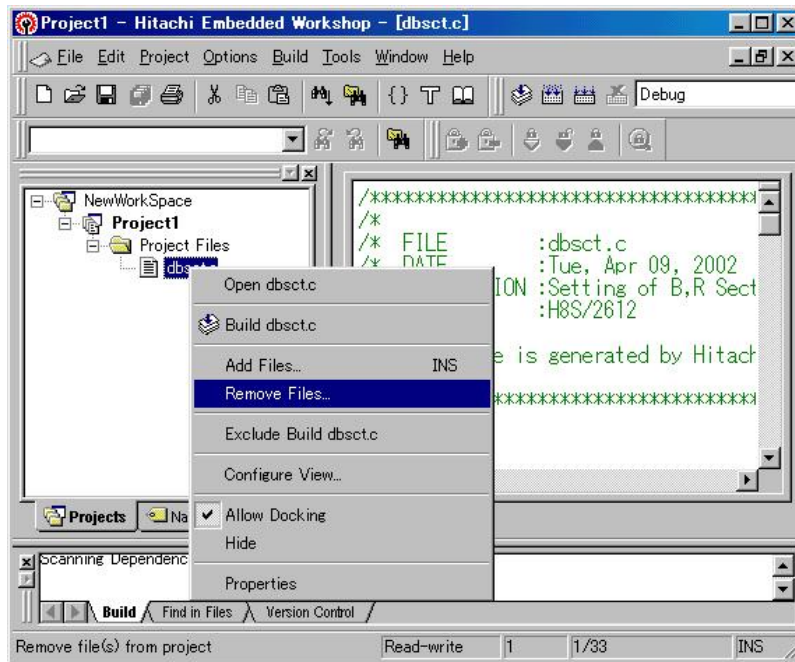 Project1 - Hitachi Embedded Workshop - [dbsct.c]
File Edit Project Options Build Tools Window Help
Debug
NewWorkSpace
Project1
Project Files
/*************************************
/*
/* FILE :dbsct.c
/* DATE :Tue, Apr 09, 2002
ION :Setting of B,R Sect
:H8S/2612
e is generated by Hitach
Open dbsct.c
Build dbsct.c
Add Files... INS
Remove Files...
Exclude Build dbsct.c
Configure View...
Allow Docking
Hide
Properties
Projects Na
Scanning Dependenc
Build Find in Files Version Control
Remove file(s) from project Read-write 1 1/33 INS